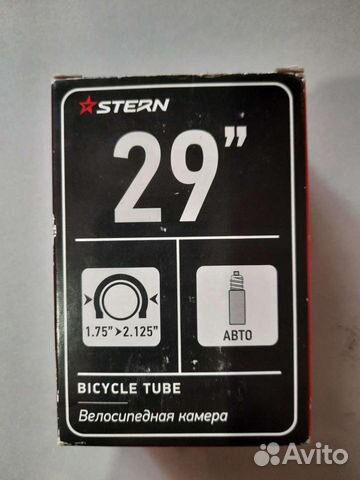 STERN
29”
1.75” > 2.125”
АВТО
BICYCLE TUBE
Велосипедная камера
Avito